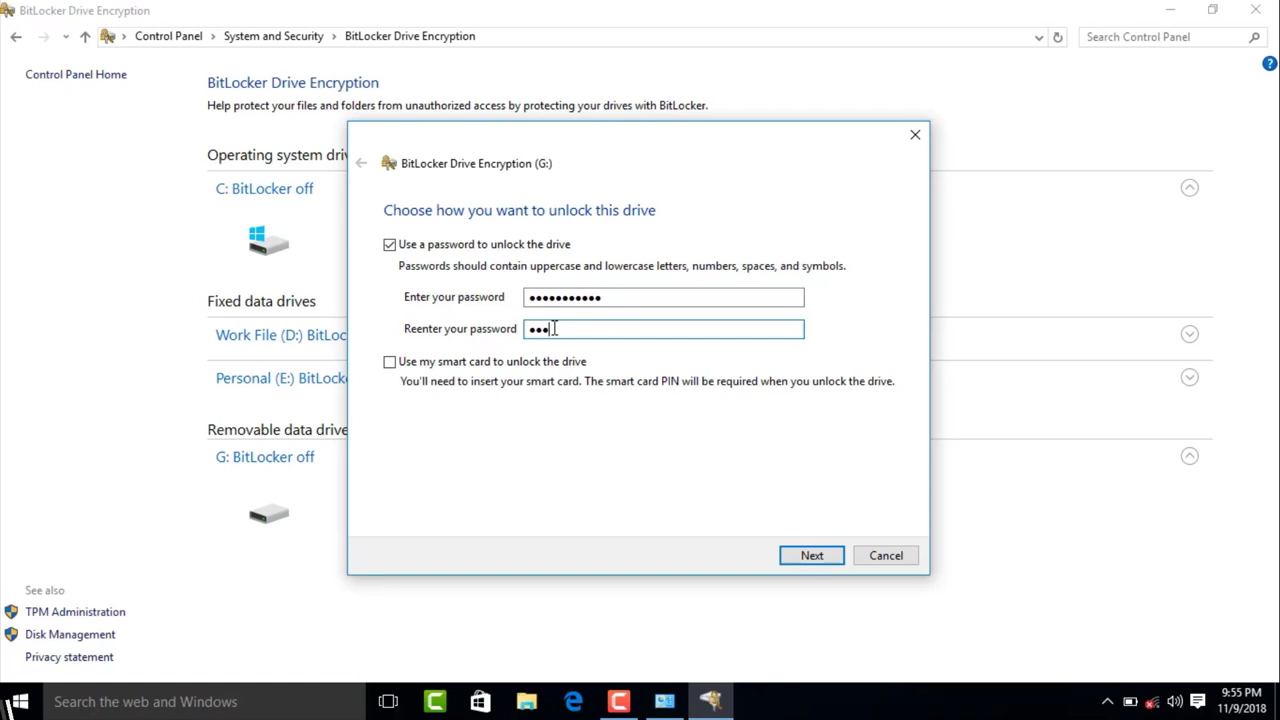 BitLocker Drive Encryption
Control Panel > System and Security > BitLocker Drive Encryption
Search Control Panel
Control Panel Home
BitLocker Drive Encryption
Help protect your files and folders from unauthorized access by protecting your drives with BitLocker.
Operating system driv
C: BitLocker off
Fixed data drives
Work File (D:) BitLoc
Personal (E:) BitLocke
Removable data drive
G: BitLocker off
See also
TPM Administration
Disk Management
Privacy statement
BitLocker Drive Encryption (G:)
Choose how you want to unlock this drive
Use a password to unlock the drive
Passwords should contain uppercase and lowercase letters, numbers, spaces, and symbols.
Enter your password ●●●●●●●●●●●
Reenter your password ●●●
Use my smart card to unlock the drive
You'll need to insert your smart card. The smart card PIN will be required when you unlock the drive.
Next Cancel
Search the web and Windows
9:55 PM
11/9/2018